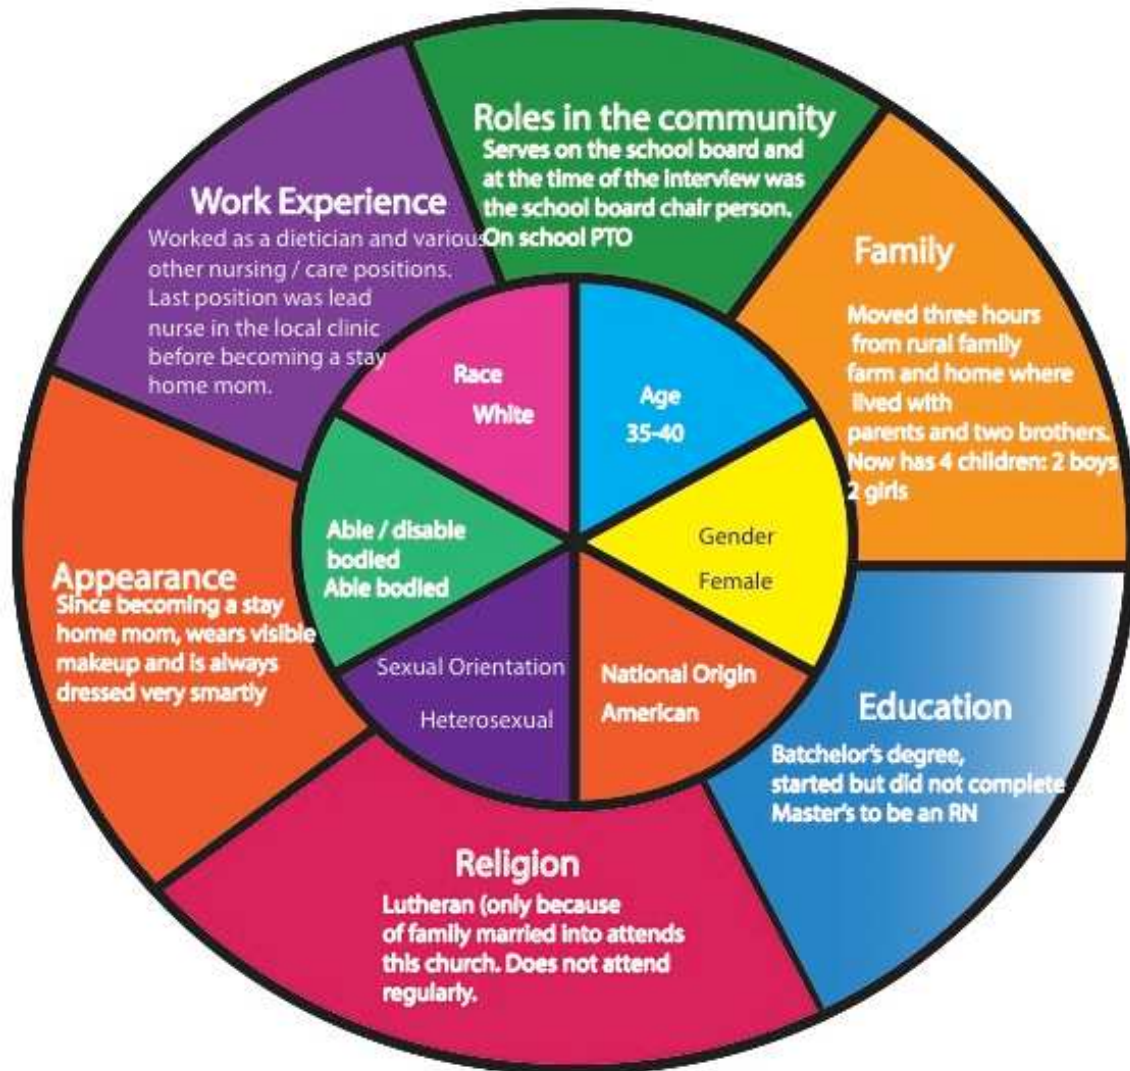 Roles in the community
Serves on the school board and
at the time of the interview was
the school board chair person.
On school PTO
Family
Moved three hours
from rural family
farm and home where
lived with
parents and two brothers.
Now has 4 children: 2 boys
2 girls
Education
Batchelor's degree,
started but did not complete
Master's to be an RN
Religion
Lutheran (only because
of family married into attends
this church. Does not attend
regularly.
Appearance
Since becoming a stay
home mom, wears visible
makeup and is always
dressed very smartly
Work Experience
Worked as a dietician and various
other nursing / care positions.
Last position was lead
nurse in the local clinic
before becoming a stay
home mom.
Race
White
Age
35-40
Gender
Female
National Origin
American
Sexual Orientation
Heterosexual
Able / disable
bodied
Able bodied